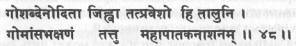 गोशब्देनोदिता जिह्वा तत्प्रवेशो हि तालुनि ।
गोमांसभक्षणं तत्तु महापातकनाशनम् ।। ४८ ।।